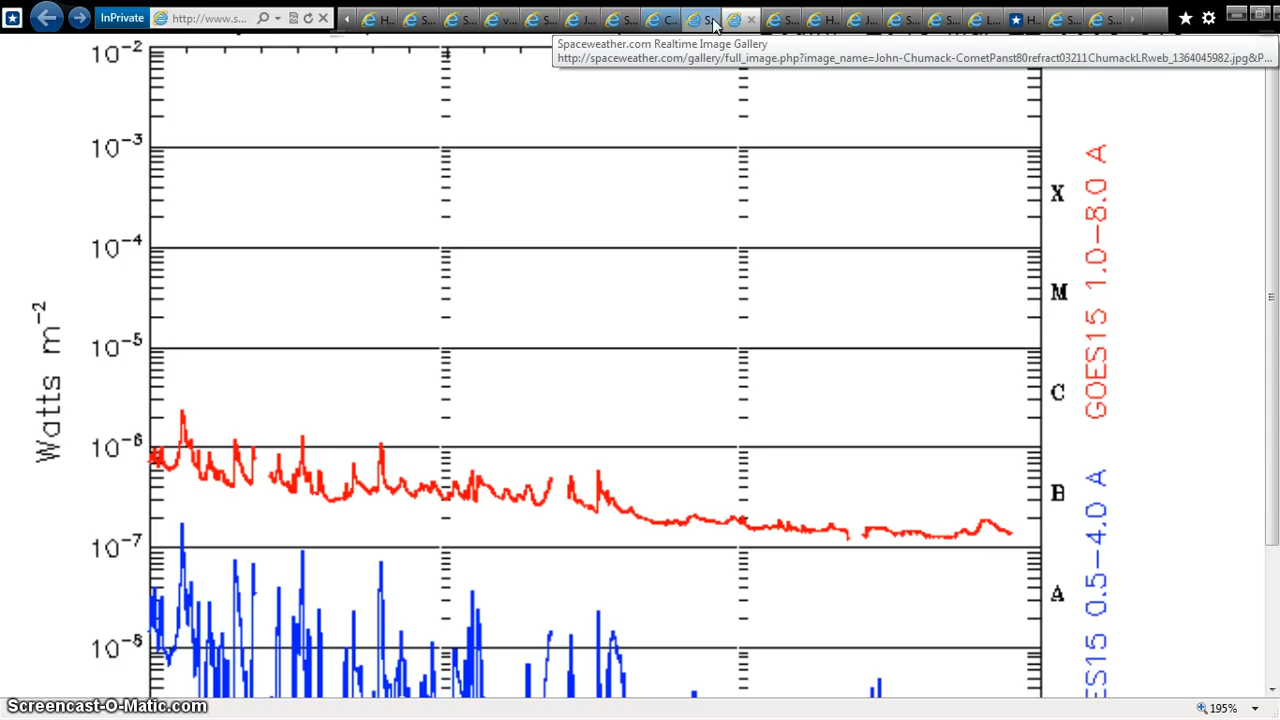 InPrivate
http://www.s...
H...
S...
S...
v...
S...
J...
S...
C...
S
S...
H...
J...
S...
S...
L...
H...
S...
S...
Spaceweather.com Realtime Image Gallery
http://spaceweather.com/gallery/full_image.php?image_name=John-Chumack-CometPanst80refract03211ChumackLRweb_1364045982.jpg&P...
10-2
10-3
10-4
10-5
10-6
10-7
10-8
Watts m-2
X
M
C
B
A
GOES15 1.0-8.0 A
ES15 0.5-4.0 A
Screencast-O-Matic.com
195%